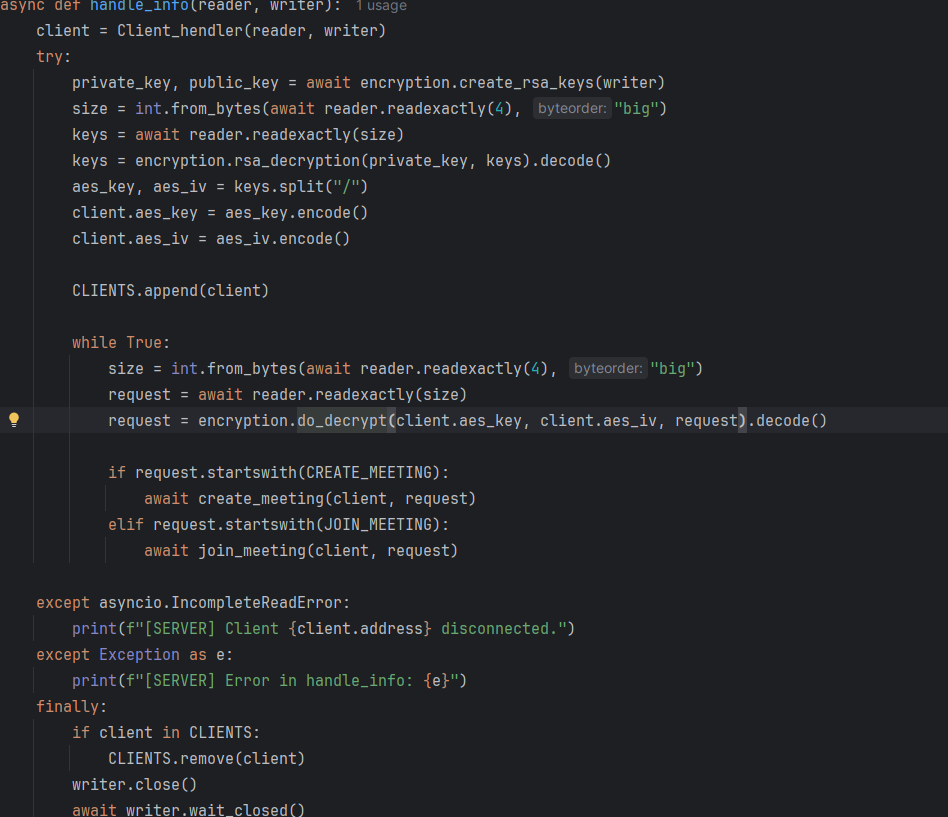 async def handle_info(reader, writer): 1 usage
client = Client_hendler(reader, writer)
try:
private_key, public_key = await encryption.create_rsa_keys(writer)
size = int.from_bytes(await reader.readexactly(4), byteorder: "big")
keys = await reader.readexactly(size)
keys = encryption.rsa_decryption(private_key, keys).decode()
aes_key, aes_iv = keys.split("/")
client.aes_key = aes_key.encode()
client.aes_iv = aes_iv.encode()
CLIENTS.append(client)
while True:
size = int.from_bytes(await reader.readexactly(4), byteorder: "big")
request = await reader.readexactly(size)
request = encryption.do_decrypt(client.aes_key, client.aes_iv, request).decode()
if request.startswith(CREATE_MEETING):
await create_meeting(client, request)
elif request.startswith(JOIN_MEETING):
await join_meeting(client, request)
except asyncio.IncompleteReadError:
print(f"[SERVER] Client {client.address} disconnected.")
except Exception as e:
print(f"[SERVER] Error in handle_info: {e}")
finally:
if client in CLIENTS:
CLIENTS.remove(client)
writer.close()
await writer.wait_closed()